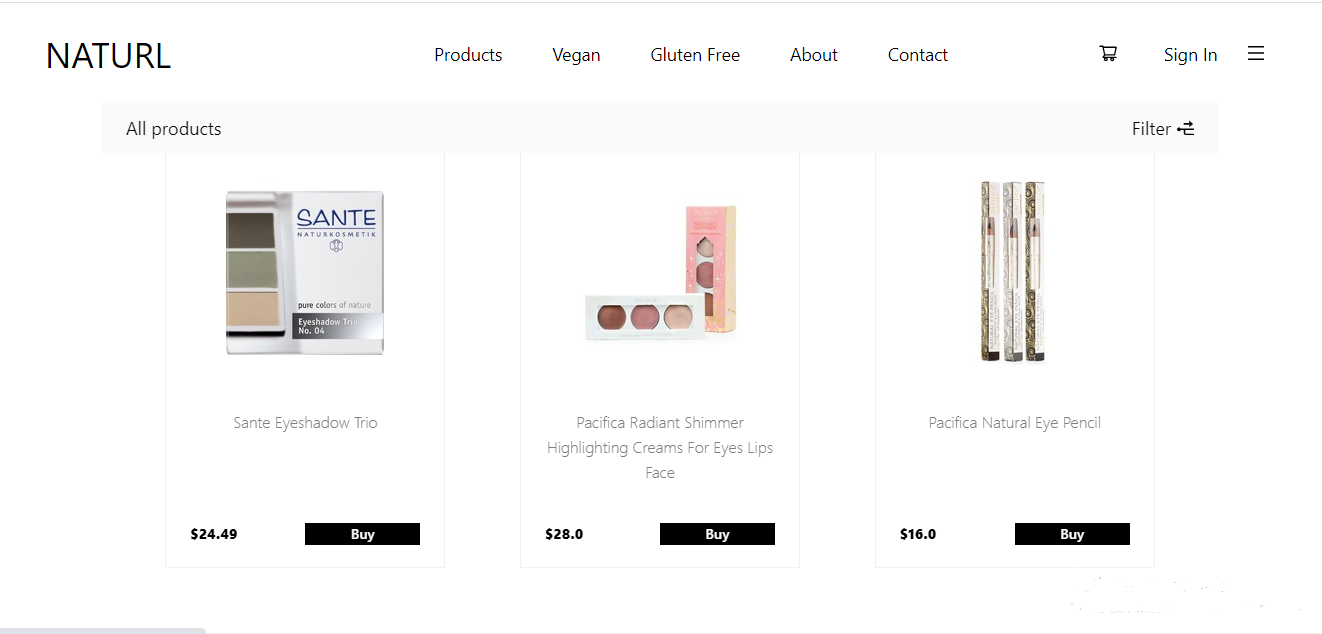 NATURL
Products
Vegan
Gluten Free
About
Contact
Sign In
All products
Filter
SANTE
NATURKOSMETIK
pure colors of nature
Eyeshadow Trio
No. 04
Sante Eyeshadow Trio
$24.49
Buy
Pacifica Radiant Shimmer
Highlighting Creams For Eyes Lips
Face
$28.0
Buy
Pacifica Natural Eye Pencil
$16.0
Buy